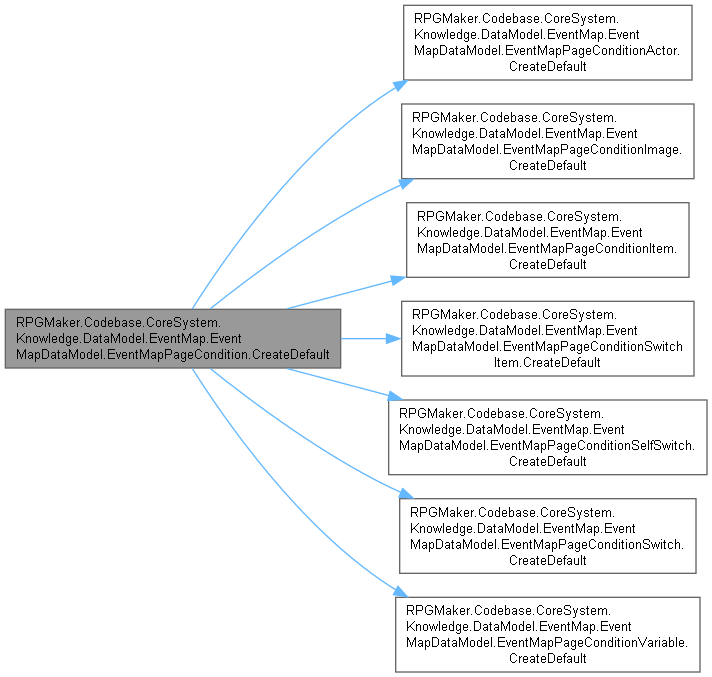 RPGMaker.Codebase.CoreSystem.
Knowledge.DataModel.EventMap.Event
MapDataModel.EventMapPageCondition.CreateDefault
RPGMaker.Codebase.CoreSystem.
Knowledge.DataModel.EventMap.Event
MapDataModel.EventMapPageConditionActor.
CreateDefault
RPGMaker.Codebase.CoreSystem.
Knowledge.DataModel.EventMap.Event
MapDataModel.EventMapPageConditionImage.
CreateDefault
RPGMaker.Codebase.CoreSystem.
Knowledge.DataModel.EventMap.Event
MapDataModel.EventMapPageConditionItem.
CreateDefault
RPGMaker.Codebase.CoreSystem.
Knowledge.DataModel.EventMap.Event
MapDataModel.EventMapPageConditionSwitch
Item.CreateDefault
RPGMaker.Codebase.CoreSystem.
Knowledge.DataModel.EventMap.Event
MapDataModel.EventMapPageConditionSelfSwitch.
CreateDefault
RPGMaker.Codebase.CoreSystem.
Knowledge.DataModel.EventMap.Event
MapDataModel.EventMapPageConditionSwitch.
CreateDefault
RPGMaker.Codebase.CoreSystem.
Knowledge.DataModel.EventMap.Event
MapDataModel.EventMapPageConditionVariable.
CreateDefault